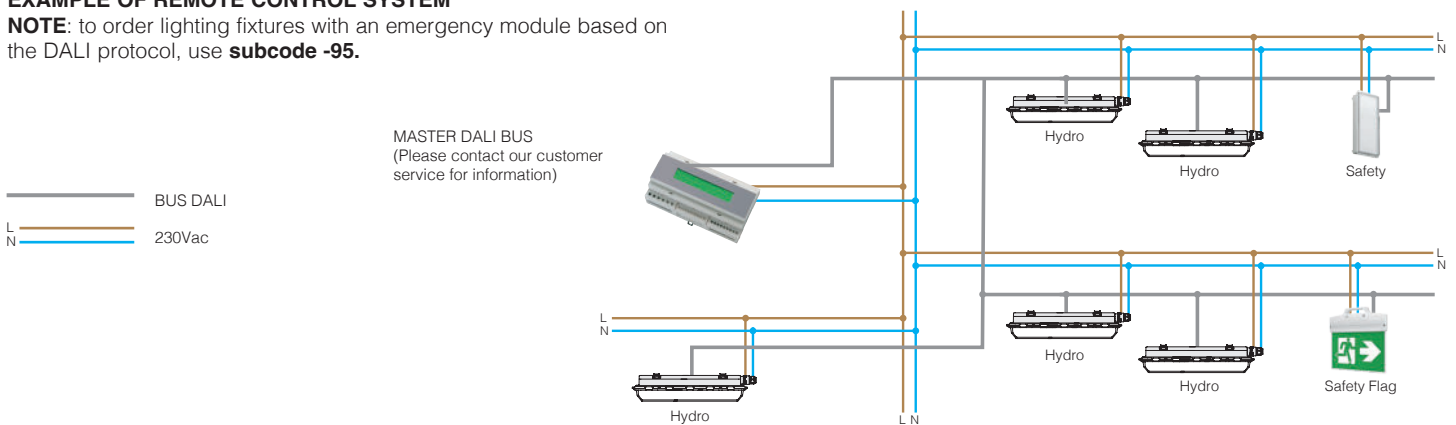 EXAMPLE OF REMOTE CONTROL SYSTEM
NOTE: to order lighting fixtures with an emergency module based on
the DALI protocol, use subcode -95.
L
N
MASTER DALI BUS
(Please contact our customer
service for information)
Hydro
Hydro
Safety
BUS DALI
L
N
230Vac
L
N
L
N
Hydro
Hydro
Safety Flag
Hydro
L N